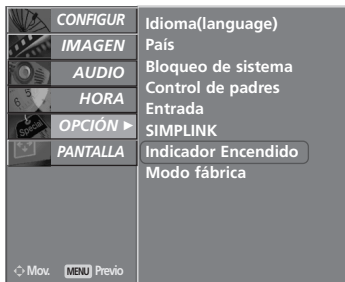 CONFIGUR
IMAGEN
AUDIO
HORA
OPCIÓN
PANTALLA
Mov. MENU Previo
Idioma(language)
País
Bloqueo de sistema
Control de padres
Entrada
SIMPLINK
Indicador Encendido
Modo fábrica